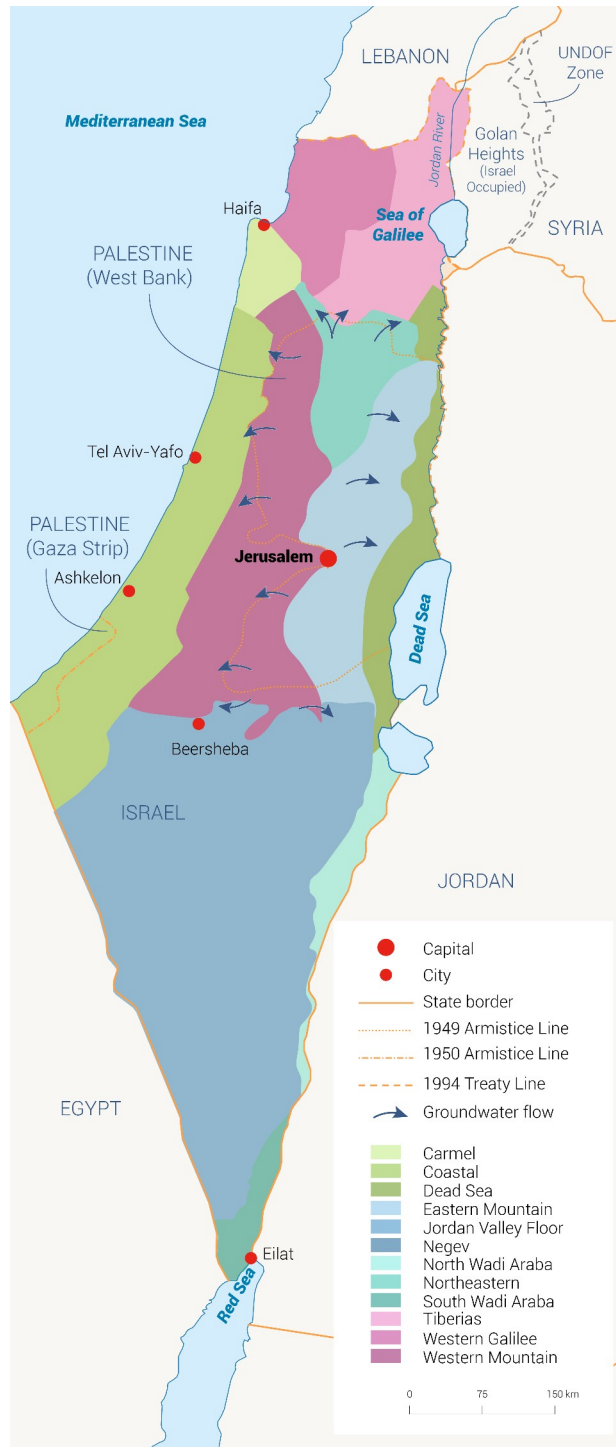 LEBANON
UNDOF
Zone
Mediterranean Sea
Jordan River
Golan
Heights
(Israel
Occupied)
Haifa
Sea of
Galilee
SYRIA
PALESTINE
(West Bank)
Tel Aviv-Yafo
PALESTINE
(Gaza Strip)
Jerusalem
Ashkelon
Dead Sea
Beersheba
ISRAEL
JORDAN
EGYPT
Eilat
Red Sea
Capital
City
State border
1949 Armistice Line
1950 Armistice Line
1994 Treaty Line
Groundwater flow
Carmel
Coastal
Dead Sea
Eastern Mountain
Jordan Valley Floor
Negev
North Wadi Araba
Northeastern
South Wadi Araba
Tiberias
Western Galilee
Western Mountain
0 75 150 km